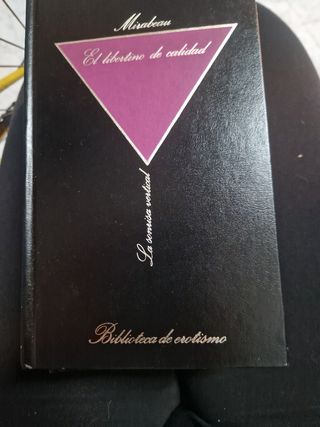 Mirabeau
El libertino de calidad
La sonrisa vertical
Biblioteca de erotismo